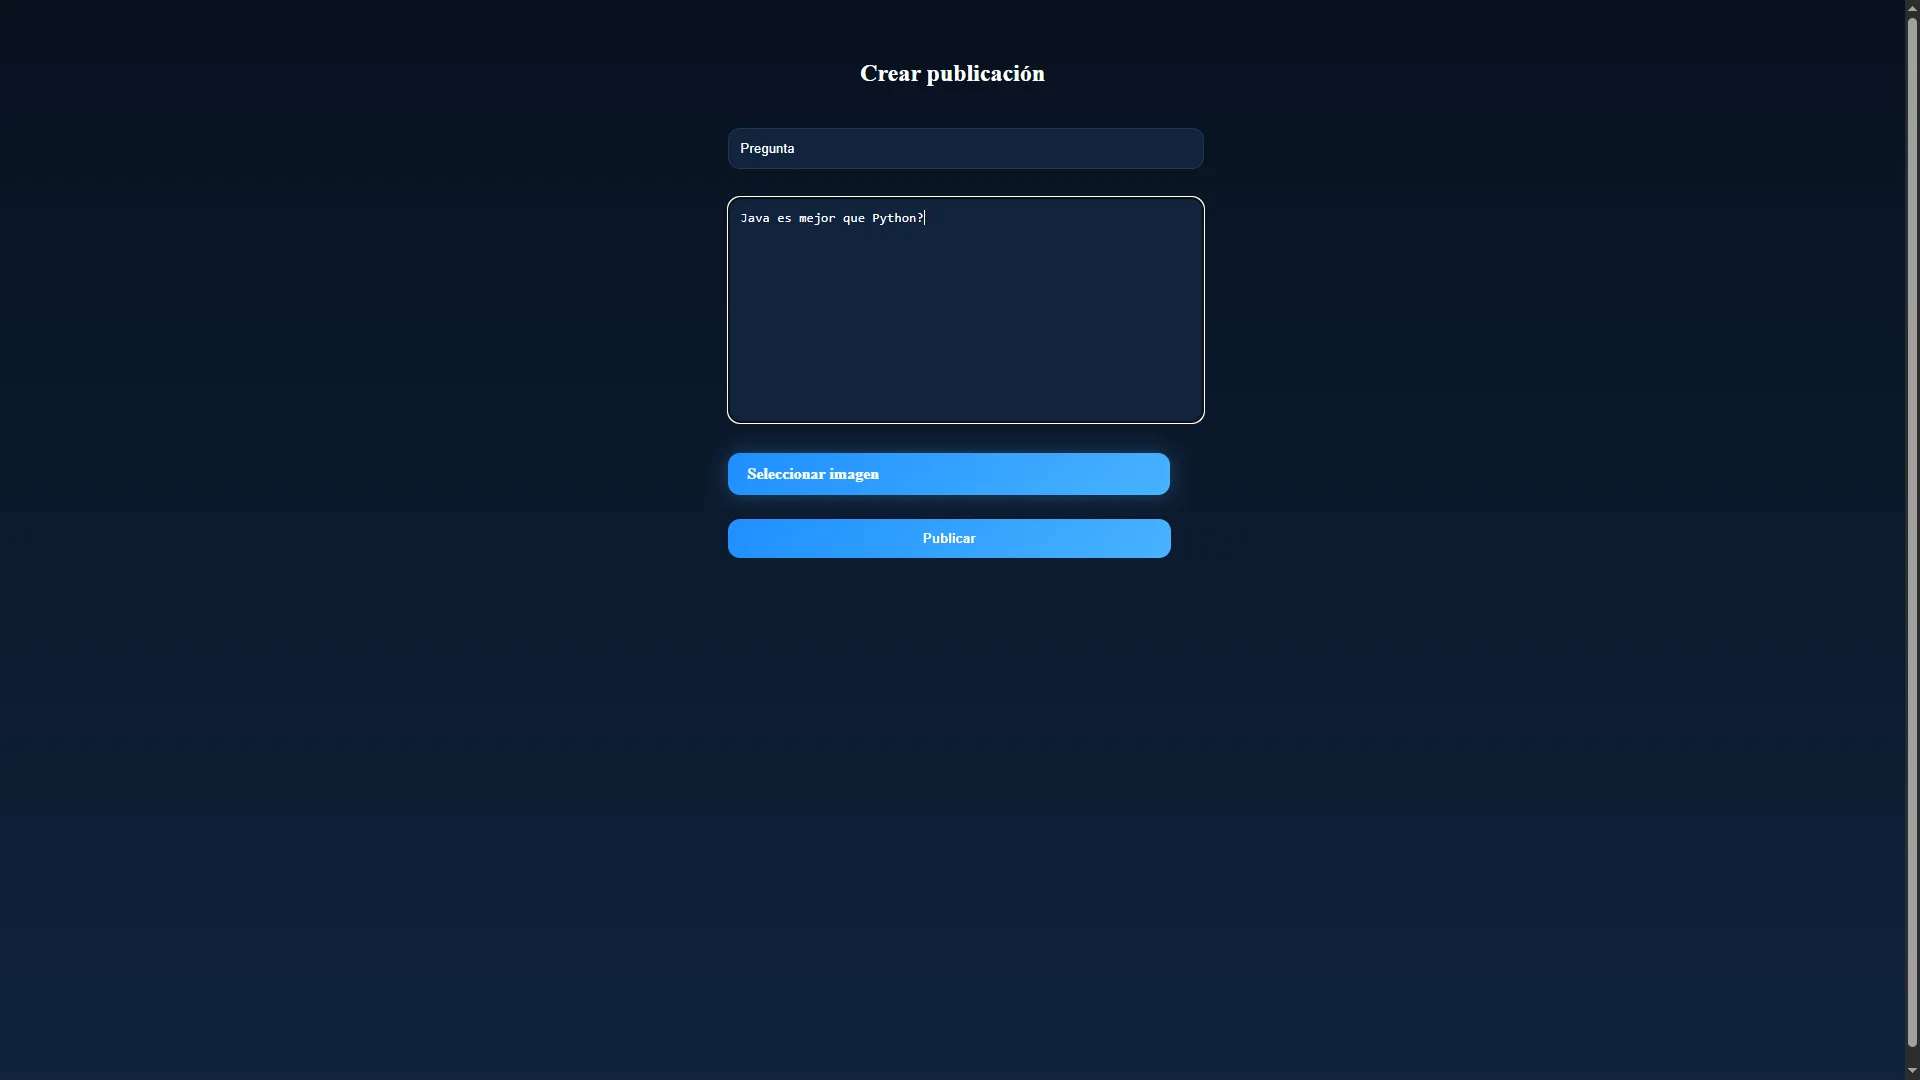 Crear publicación
Pregunta
Java es mejor que Python?
Seleccionar imagen
Publicar